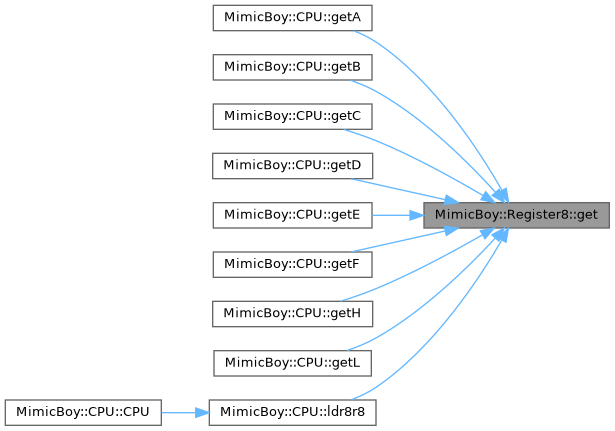 MimicBoy::CPU::getA
MimicBoy::CPU::getB
MimicBoy::CPU::getC
MimicBoy::CPU::getD
MimicBoy::Register8::get
MimicBoy::CPU::getE
MimicBoy::CPU::getF
MimicBoy::CPU::getH
MimicBoy::CPU::getL
MimicBoy::CPU::CPU
MimicBoy::CPU::ldr8r8